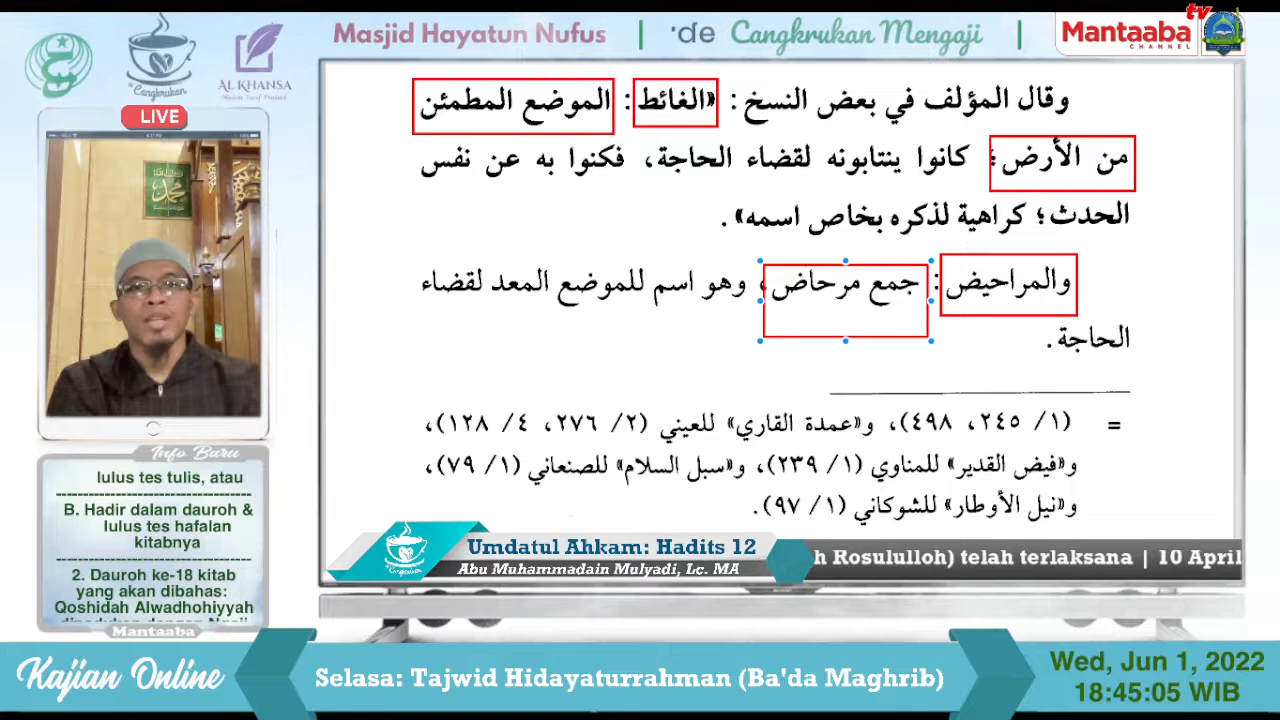 Masjid Hayatun Nufus | 'de Cangkrukan Mengaji |
Mantaaba tv
CHANNEL
Cangkrukan
AL KHANSA
LIVE
وقال المؤلف في بعض النسخ: «الغائط: الموضع المطمئن
من الأرض؛ كانوا ينتابونه لقضاء الحاجة، فكنوا به عن نفس
الحدث؛ كراهية لذكره بخاص اسمه».
والمراحيض: جمع مرحاض، وهو اسم للموضع المعد لقضاء
الحاجة.
= (١/ ٢٤٥، ٤٩٨)، و«عمدة القاري» للعيني (٢/ ٢٧٦، ٤/ ١٢٨)،
و«فيض القدير» للمناوي (١/ ٢٣٩)، و«سبل السلام» للصنعاني (١/ ٧٩)،
و«نيل الأوطار» للشوكاني (١/ ٩٧).
Info Baru
lulus tes tulis, atau
B. Hadir dalam dauroh &
lulus tes hafalan
kitabnya
2. Dauroh ke-18 kitab
yang akan dibahas:
Qoshidah Alwadhohiyyah
Mantaaba
Umdatul Ahkam: Hadits 12
Abu Muhammadain Mulyadi, Lc. MA
h Rosululloh) telah terlaksana | 10 April
Kajian Online
Selasa: Tajwid Hidayaturrahman (Ba'da Maghrib)
Wed, Jun 1, 2022
18:45:05 WIB